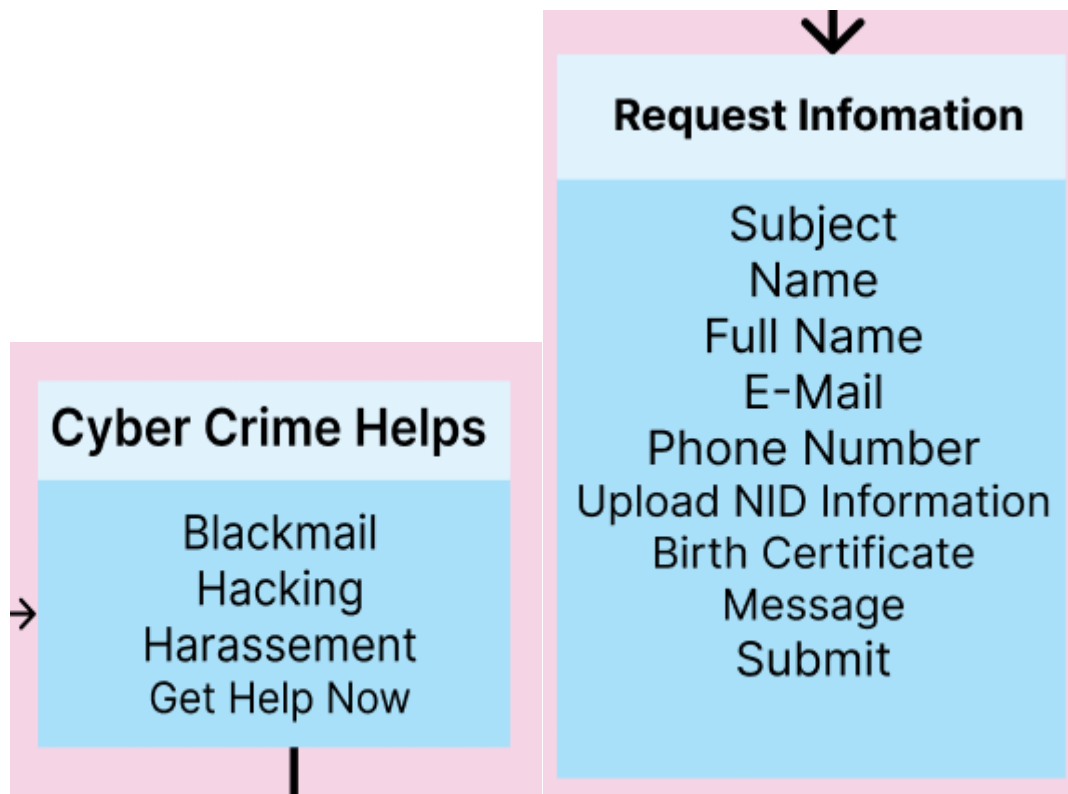 Cyber Crime Helps
Blackmail
Hacking
Harassement
Get Help Now
Request Infomation
Subject
Name
Full Name
E-Mail
Phone Number
Upload NID Information
Birth Certificate
Message
Submit